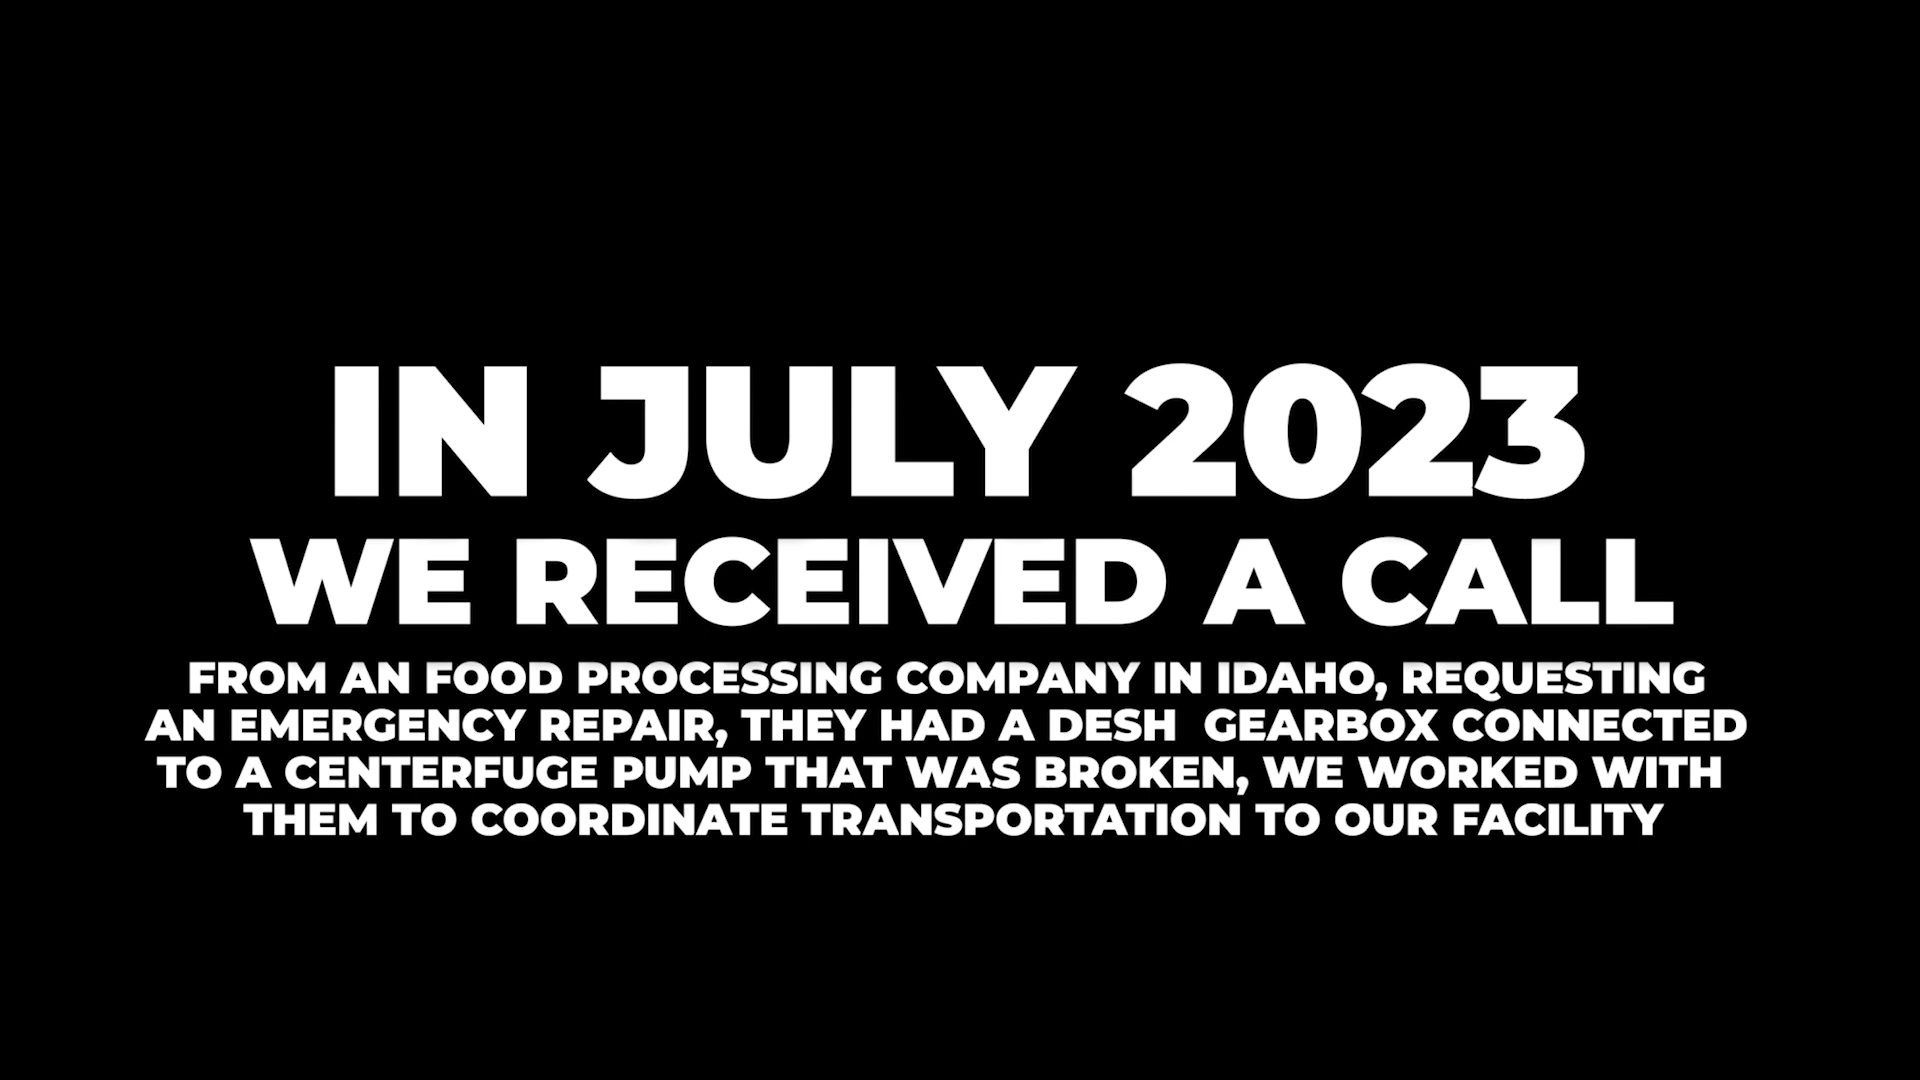 IN JULY 2023
WE RECEIVED A CALL
FROM AN FOOD PROCESSING COMPANY IN IDAHO, REQUESTING
AN EMERGENCY REPAIR, THEY HAD A DESH  GEARBOX CONNECTED
TO A CENTERFUGE PUMP THAT WAS BROKEN, WE WORKED WITH
THEM TO COORDINATE TRANSPORTATION TO OUR FACILITY